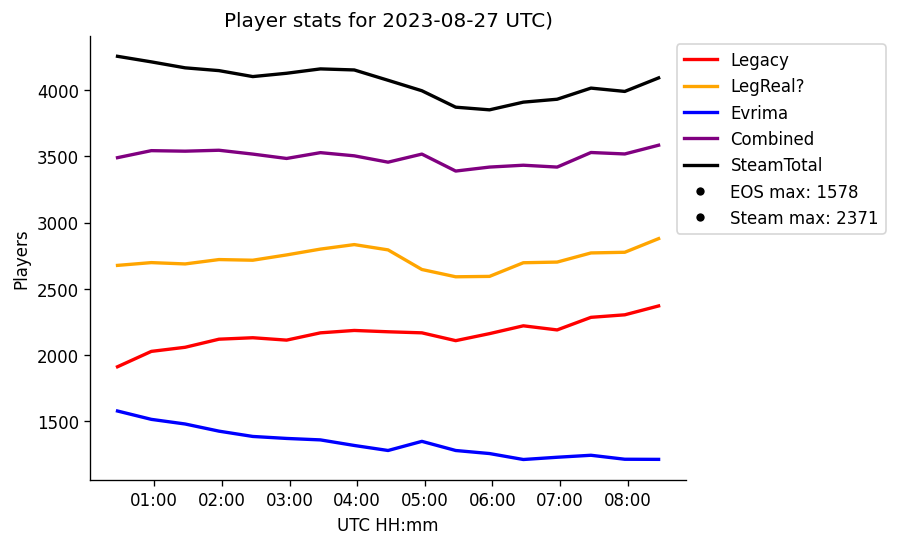 Player stats for 2023-08-27 UTC)
Players
4000
3500
3000
2500
2000
1500
01:00 02:00 03:00 04:00 05:00 06:00 07:00 08:00
UTC HH:mm
Legacy
LegReal?
Evrima
Combined
SteamTotal
EOS max: 1578
Steam max: 2371